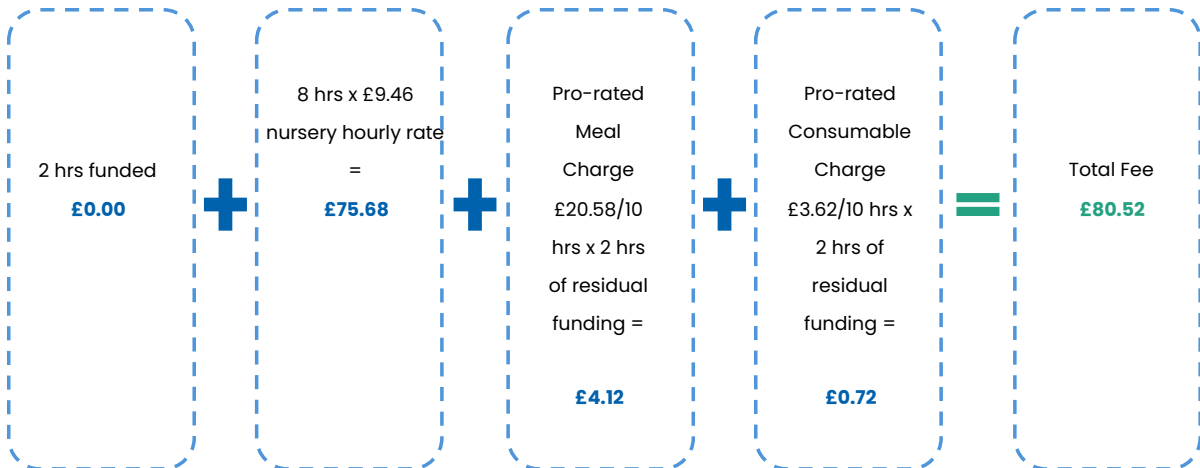 2 hrs funded
£0.00
8 hrs x £9.46
nursery hourly rate
=
£75.68
Pro-rated
Meal
Charge
£20.58/10
hrs x 2 hrs
of residual
funding =
£4.12
Pro-rated
Consumable
Charge
£3.62/10 hrs x
2 hrs of
residual
funding =
£0.72
Total Fee
£80.52